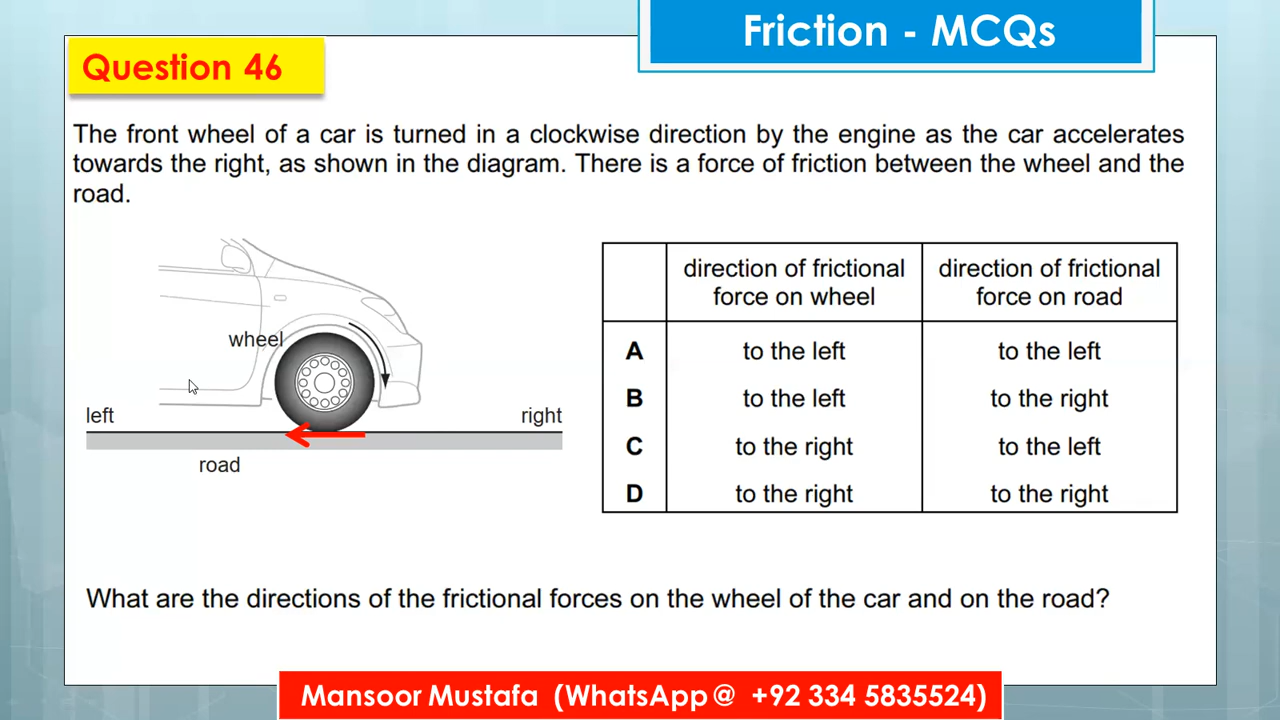 Friction - MCQs
Question 46
The front wheel of a car is turned in a clockwise direction by the engine as the car accelerates
towards the right, as shown in the diagram. There is a force of friction between the wheel and the
road.
wheel
left
right
road
direction of frictional force on wheel
direction of frictional force on road
A to the left to the left
B to the left to the right
C to the right to the left
D to the right to the right
What are the directions of the frictional forces on the wheel of the car and on the road?
Mansoor Mustafa (WhatsApp@ +92 334 5835524)